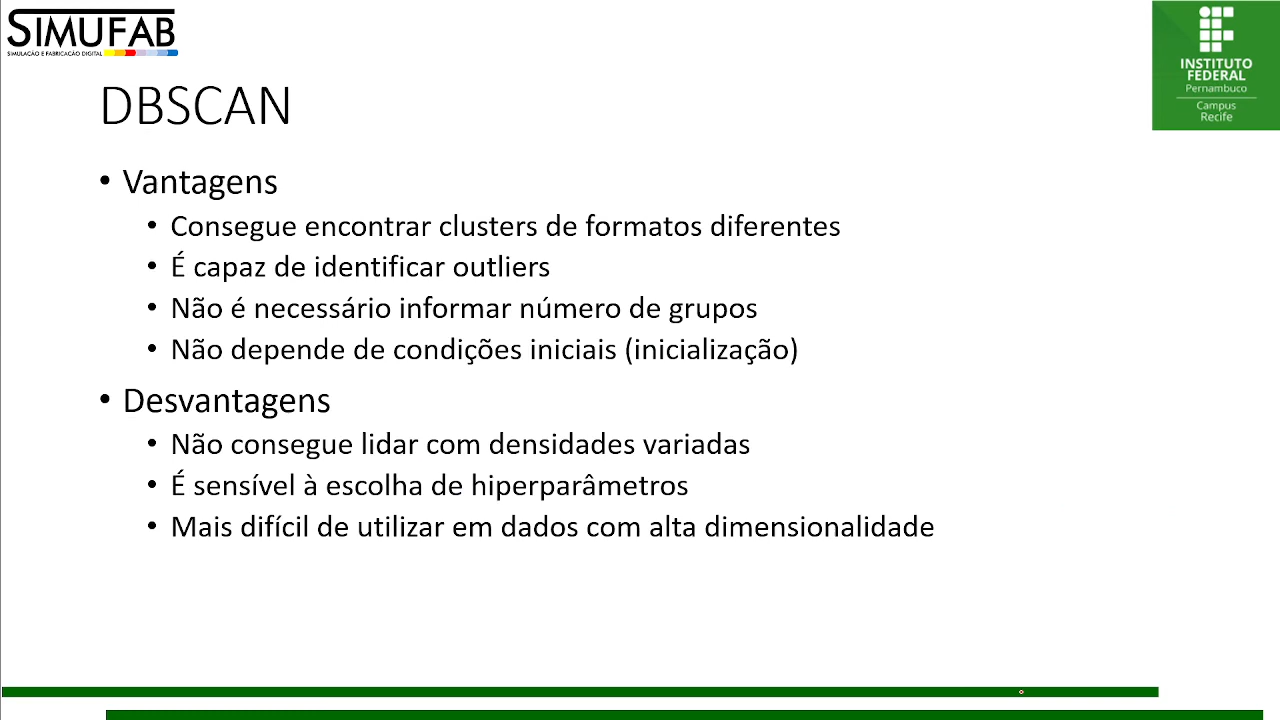 SIMUFAB
SIMULAÇÃO E FABRICAÇÃO DIGITAL
INSTITUTO
FEDERAL
Pernambuco
Campus
Recife
DBSCAN
• Vantagens
• Consegue encontrar clusters de formatos diferentes
• É capaz de identificar outliers
• Não é necessário informar número de grupos
• Não depende de condições iniciais (inicialização)
• Desvantagens
• Não consegue lidar com densidades variadas
• É sensível à escolha de hiperparâmetros
• Mais difícil de utilizar em dados com alta dimensionalidade